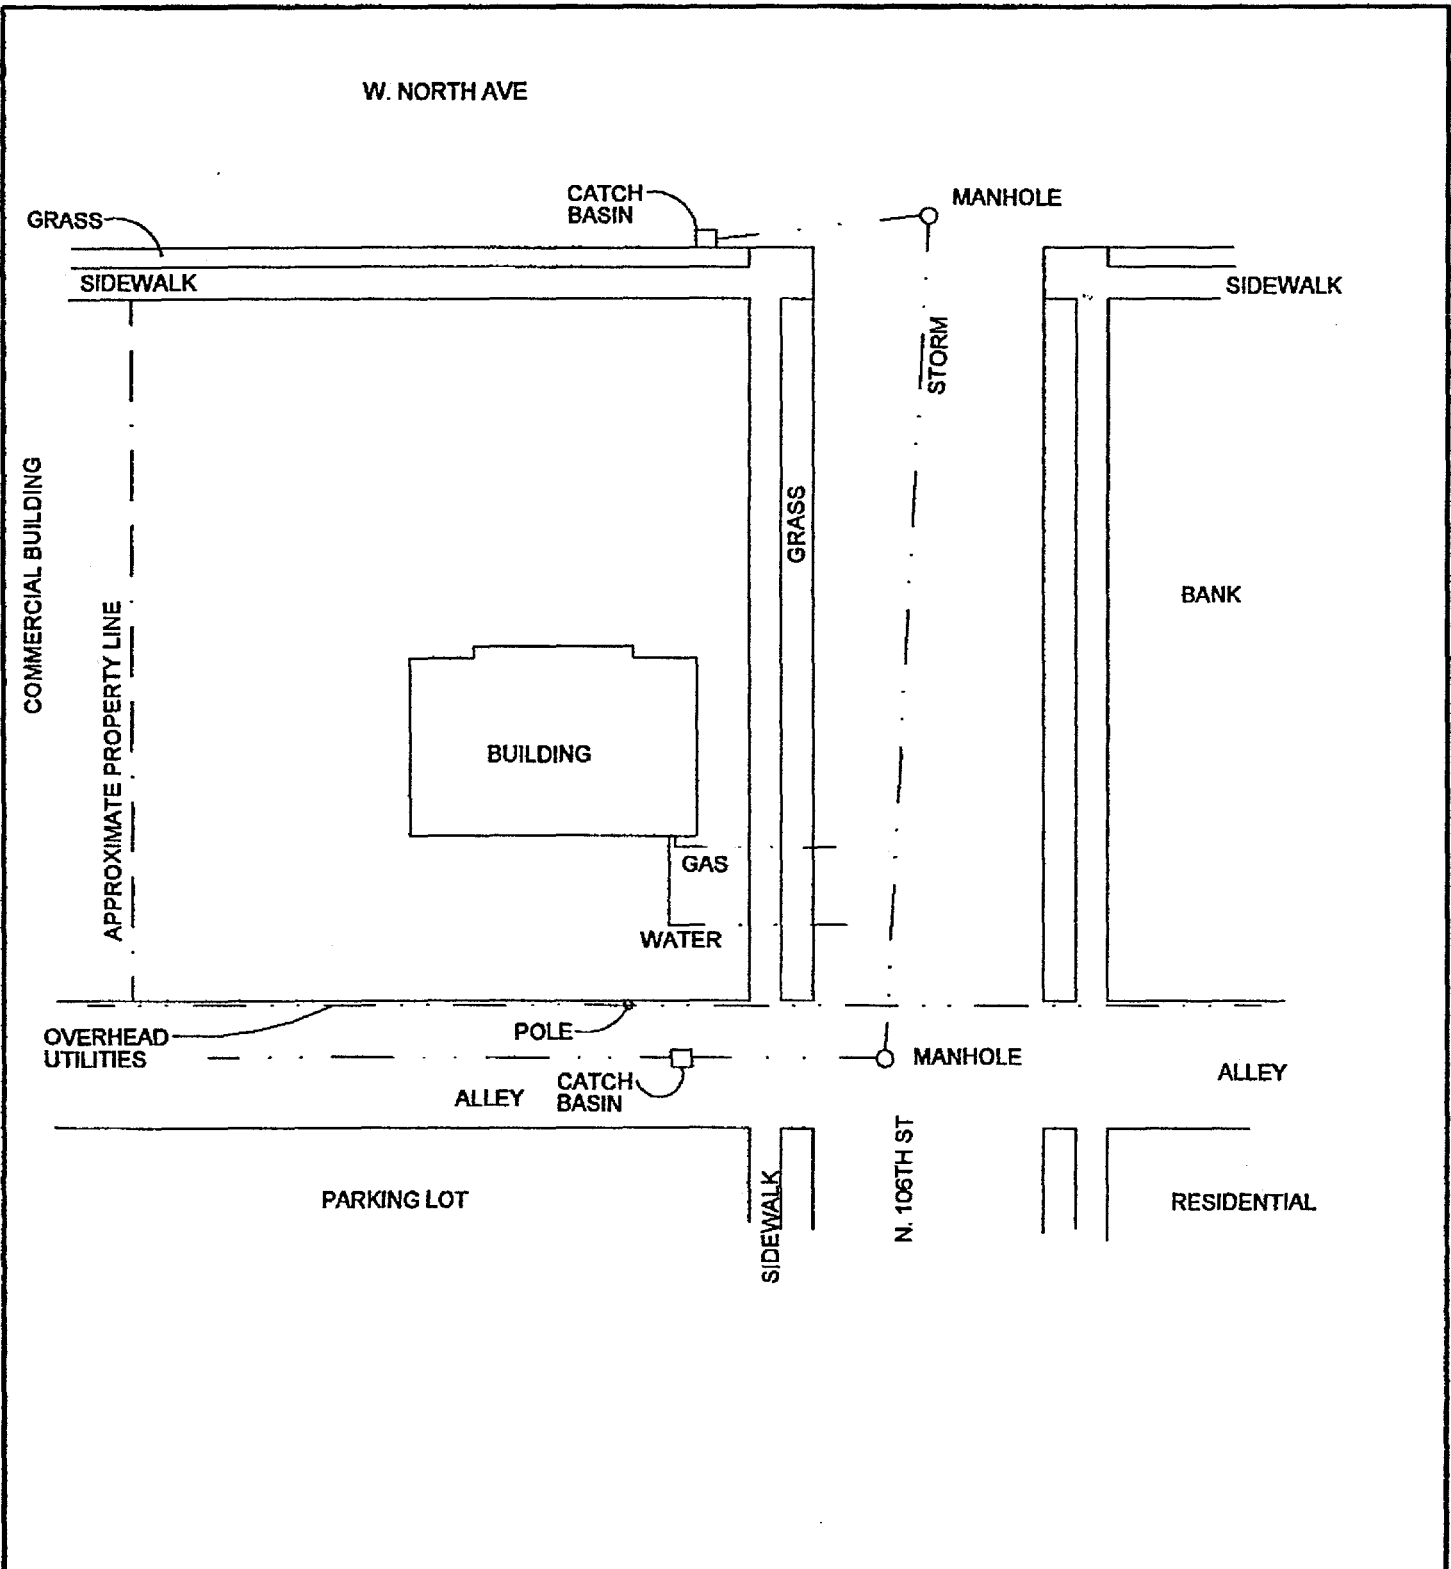 W. NORTH AVE
CATCH
BASIN
MANHOLE
GRASS
SIDEWALK
SIDEWALK
STORM
COMMERCIAL BUILDING
GRASS
BANK
APPROXIMATE PROPERTY LINE
BUILDING
GAS
WATER
OVERHEAD
UTILITIES
POLE
MANHOLE
ALLEY
CATCH
BASIN
ALLEY
N. 106TH ST
PARKING LOT
SIDEWALK
RESIDENTIAL